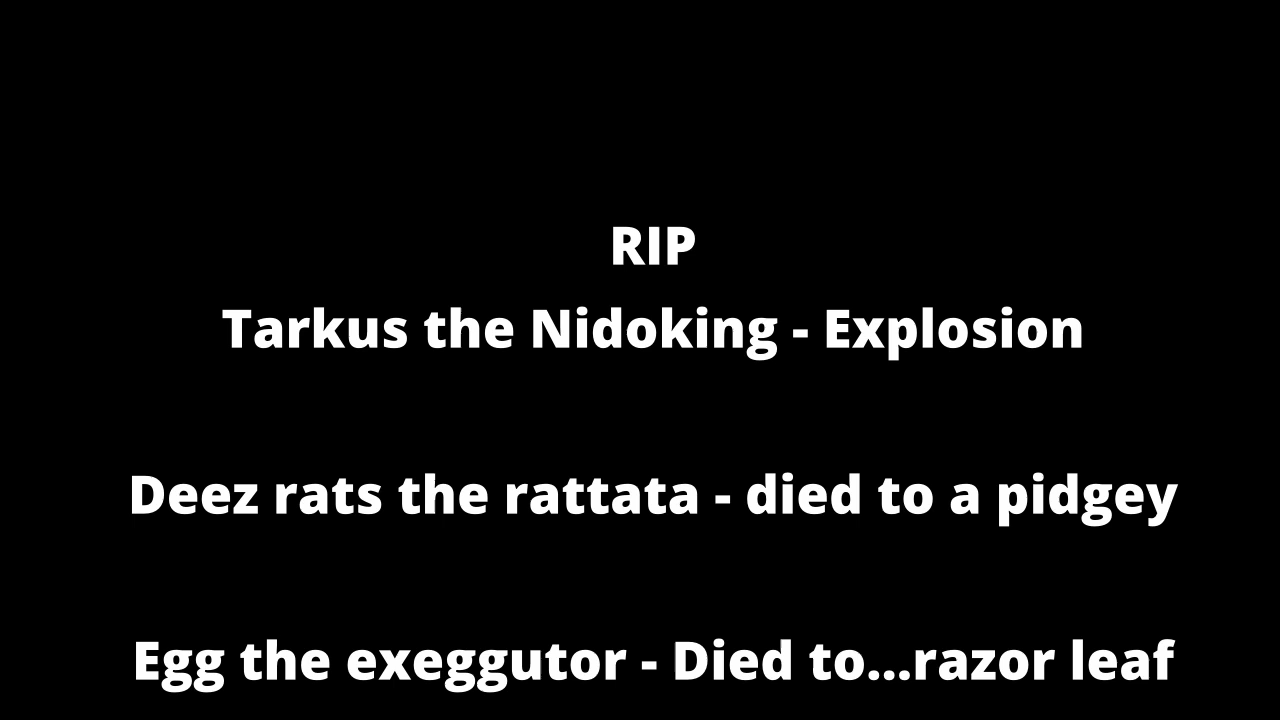 RIP
Tarkus the Nidoking - Explosion
Deez rats the rattata - died to a pidgey
Egg the exeggutor - Died to...razor leaf